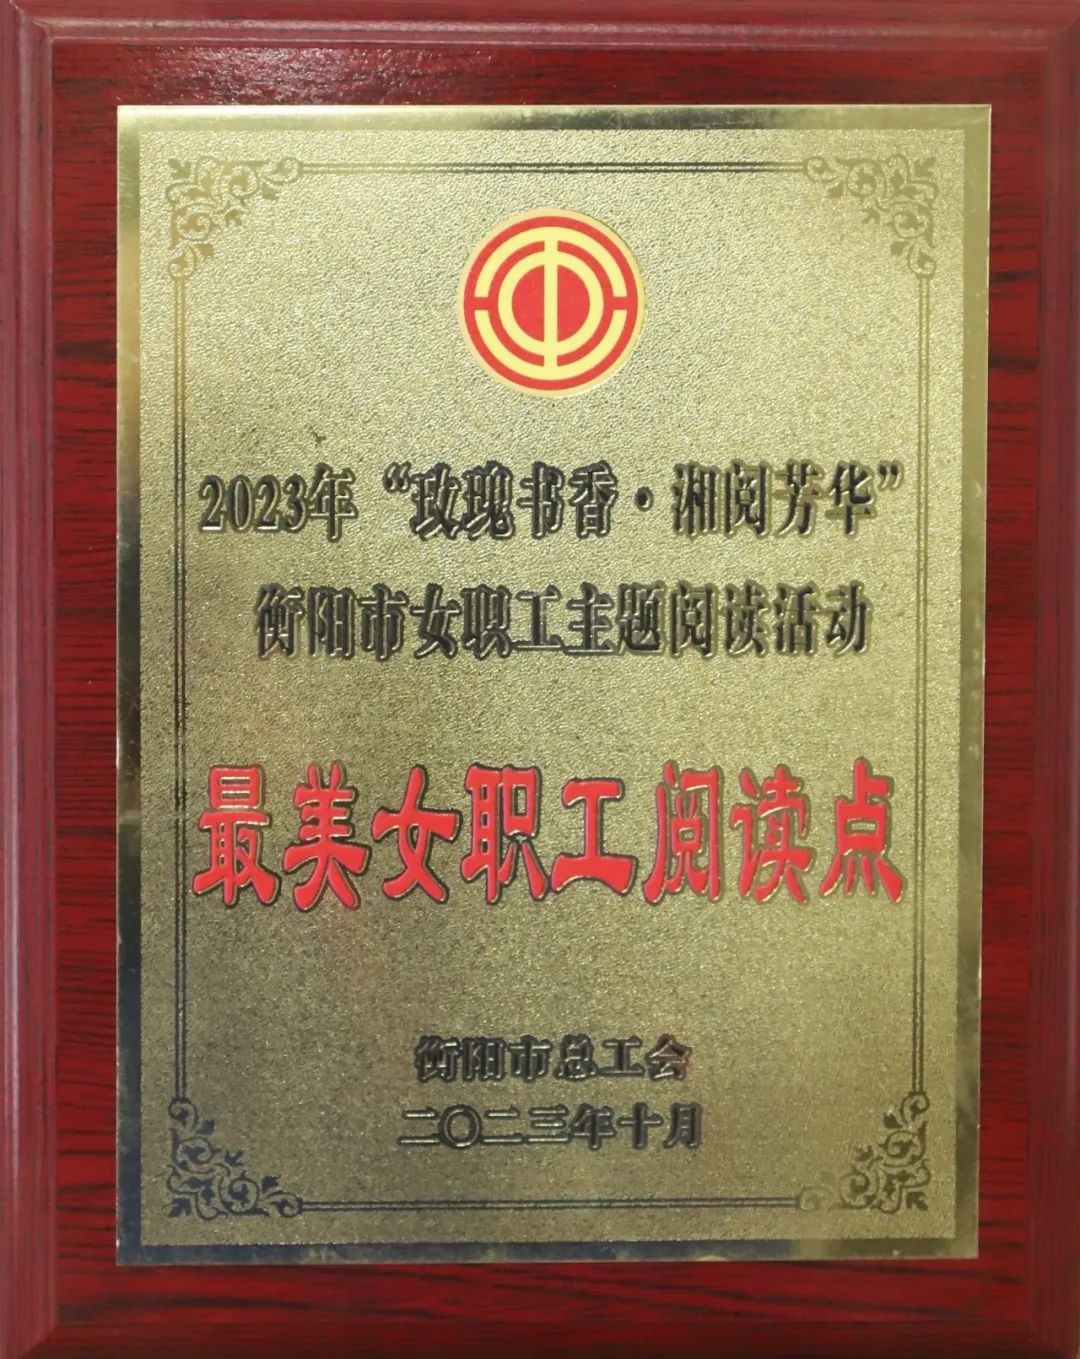 2023年“玫瑰书香·湘阅芳华”
衡阳市女职工主题阅读活动
最美女职工阅读点
衡阳市总工会
二〇二三年十月